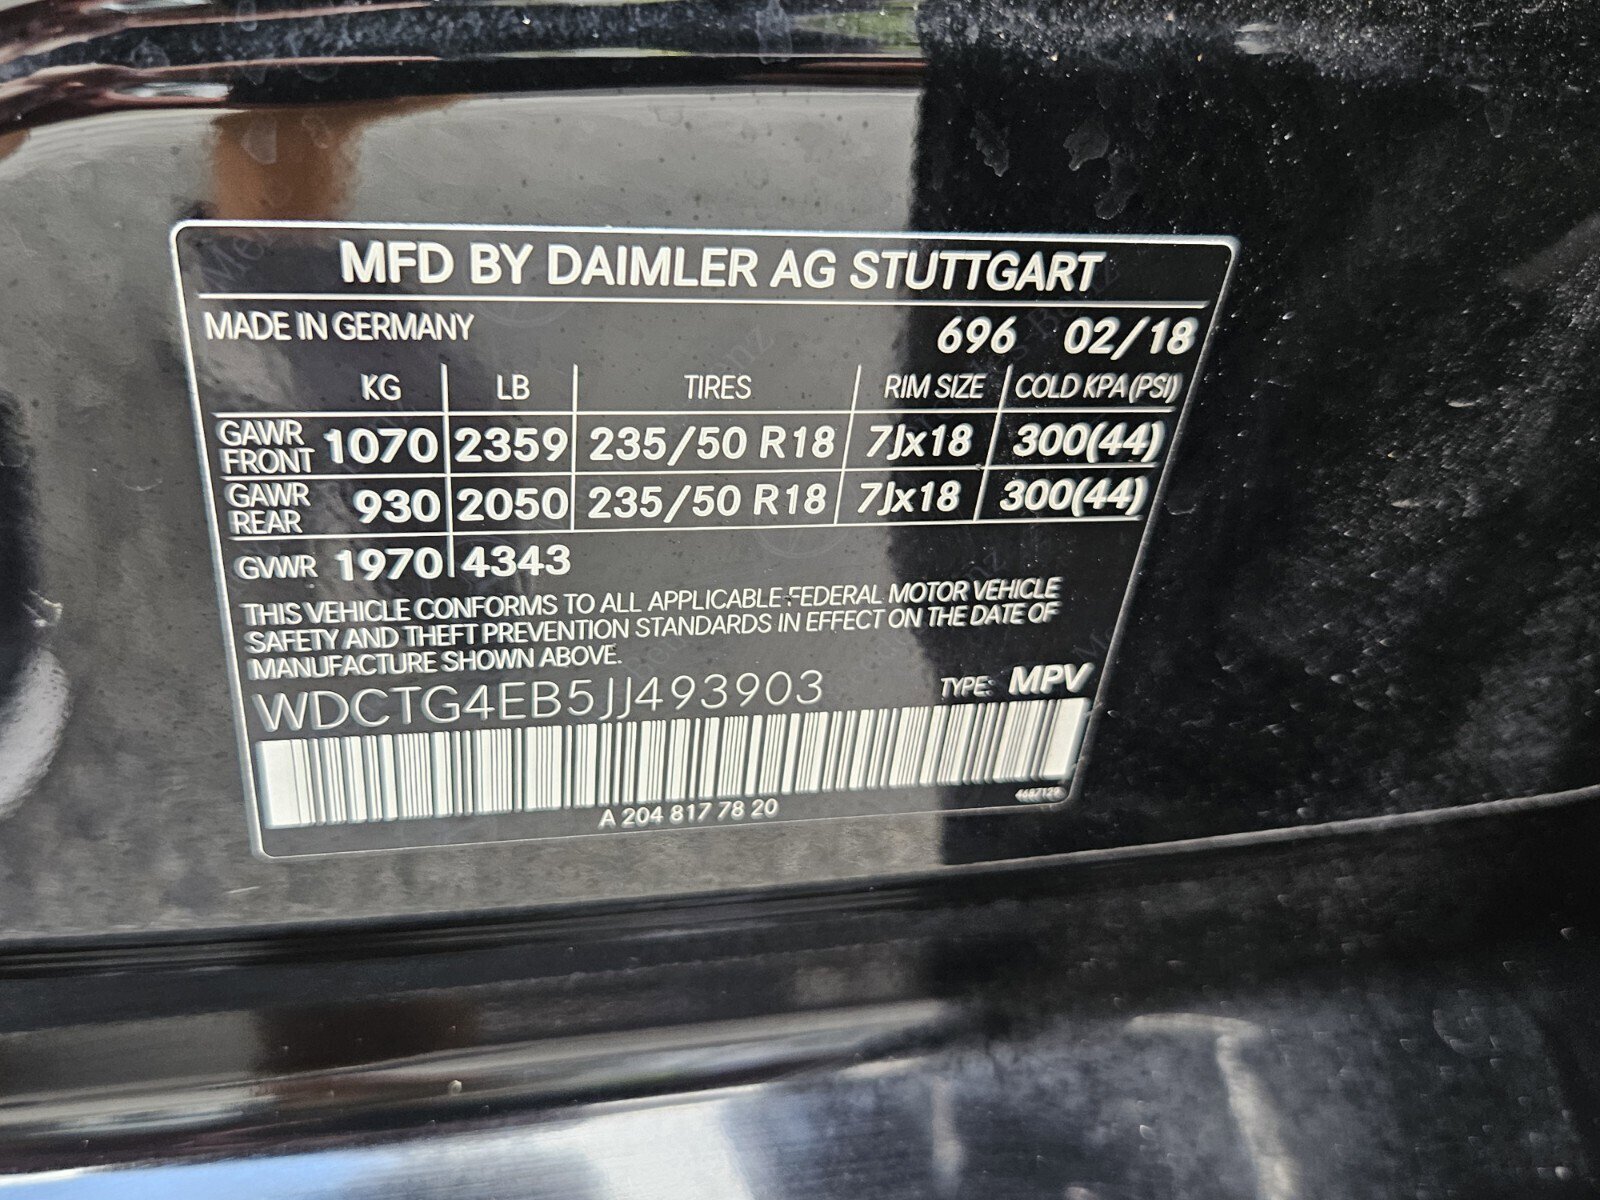 MFD BY DAIMLER AG STUTTGART
MADE IN GERMANY 696 02/18
KG LB TIRES RIM SIZE COLD KPA (PSI)
GAWR FRONT 1070 2359 235/50 R18 7Jx18 300(44)
GAWR REAR 930 2050 235/50 R18 7Jx18 300(44)
GVWR 1970 4343
THIS VEHICLE CONFORMS TO ALL APPLICABLE FEDERAL MOTOR VEHICLE
SAFETY AND THEFT PREVENTION STANDARDS IN EFFECT ON THE DATE OF
MANUFACTURE SHOWN ABOVE.
WDCTG4EB5JJ493903 TYPE: MPV
A 204 817 78 20
4687129